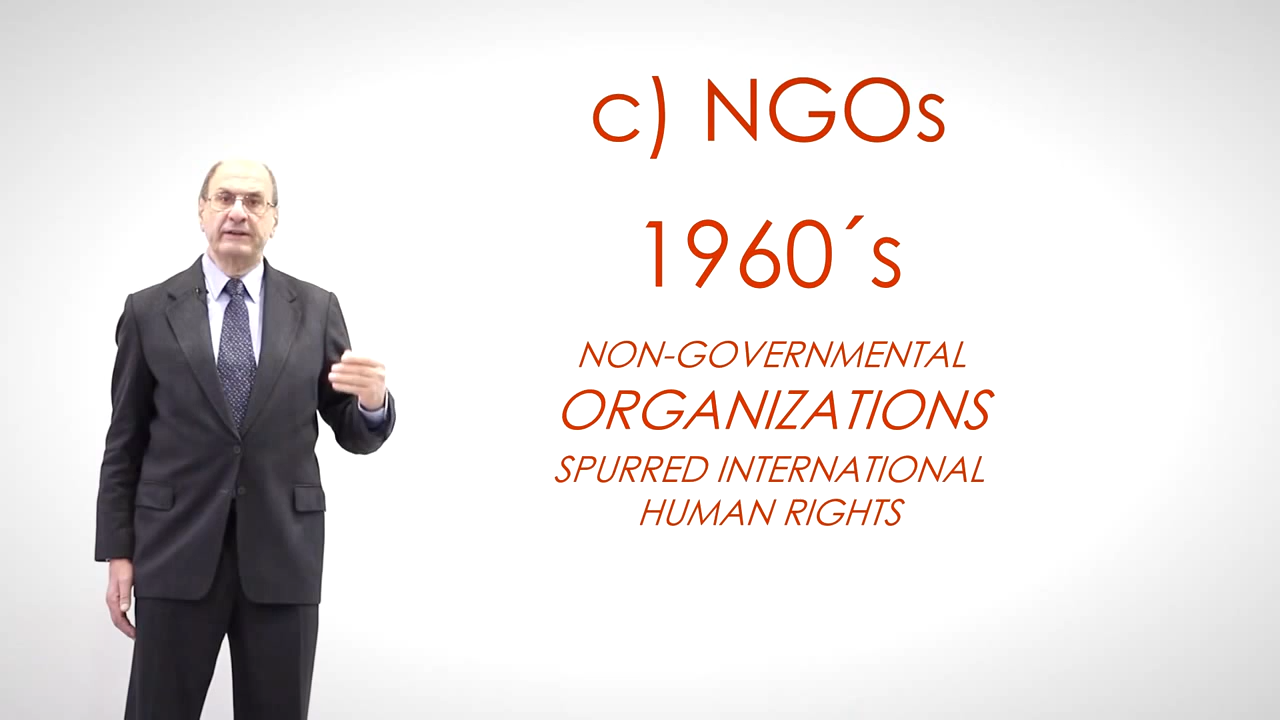 c) NGOs
1960´s
NON-GOVERNMENTAL
ORGANIZATIONS
SPURRED INTERNATIONAL
HUMAN RIGHTS